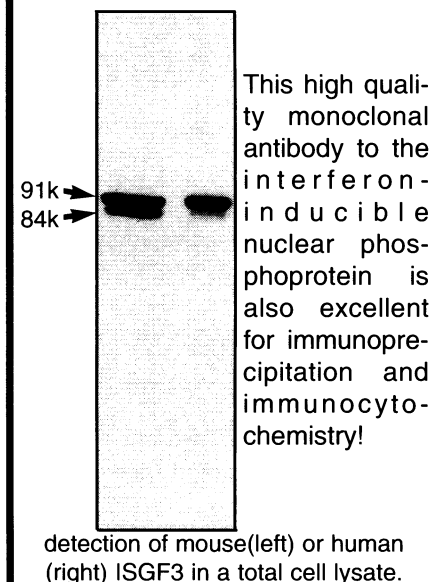 This high quali-
ty monoclonal
antibody to the
interferon-
inducible
nuclear phos-
phoprotein is
also excellent
for immunopre-
cipitation and
immunocyto-
chemistry!
91k
84k
detection of mouse(left) or human
(right) ISGF3 in a total cell lysate.